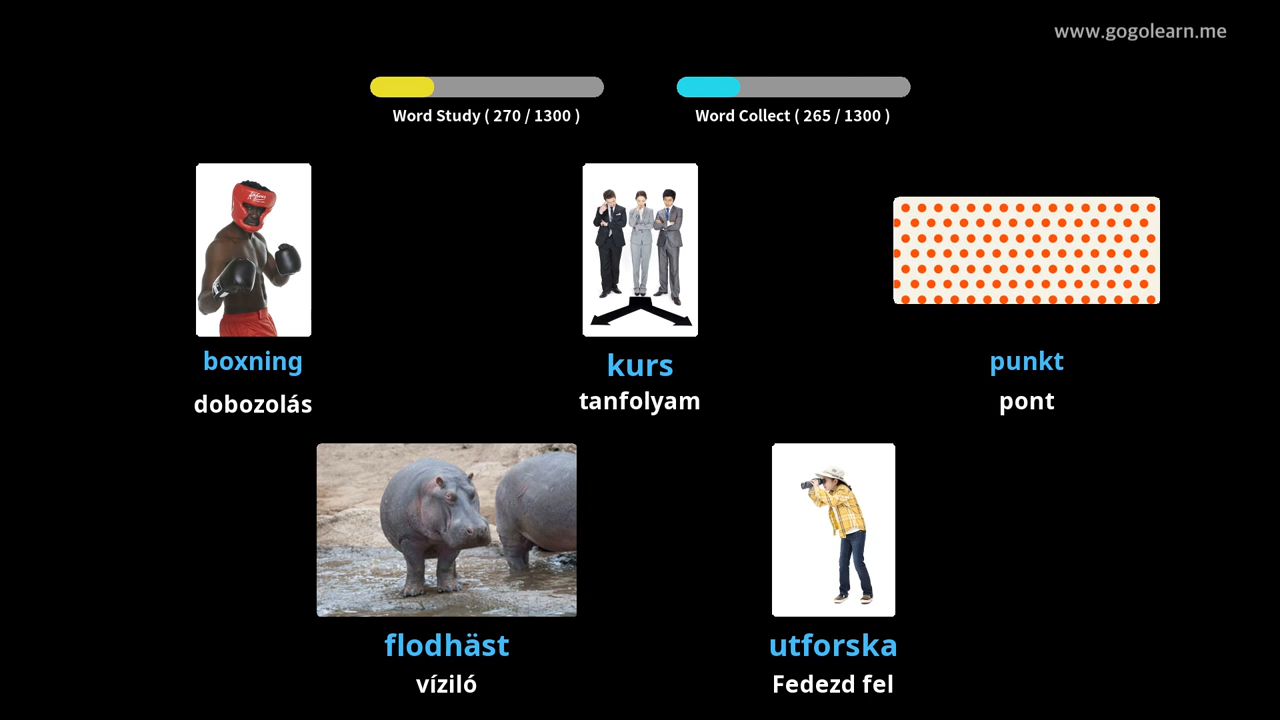 www.gogolearn.me
Word Study ( 270 / 1300 )
Word Collect ( 265 / 1300 )
boxning
kurs
punkt
dobozolás
tanfolyam
pont
flodhäst
utforska
víziló
Fedezd fel